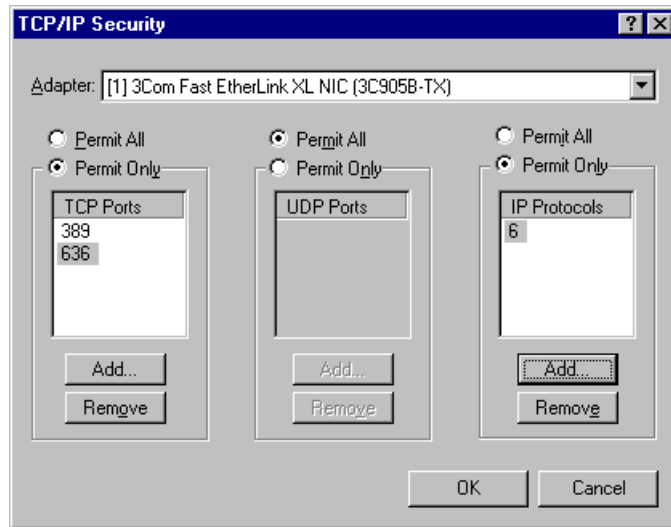 TCP/IP Security
Adapter: [1] 3Com Fast EtherLink XL NIC (3C905B-TX)
Permit All
Permit Only
TCP Ports
389
636
Add...
Remove
Permit All
Permit Only
UDP Ports
Add...
Remove
Permit All
Permit Only
IP Protocols
6
Add...
Remove
OK Cancel